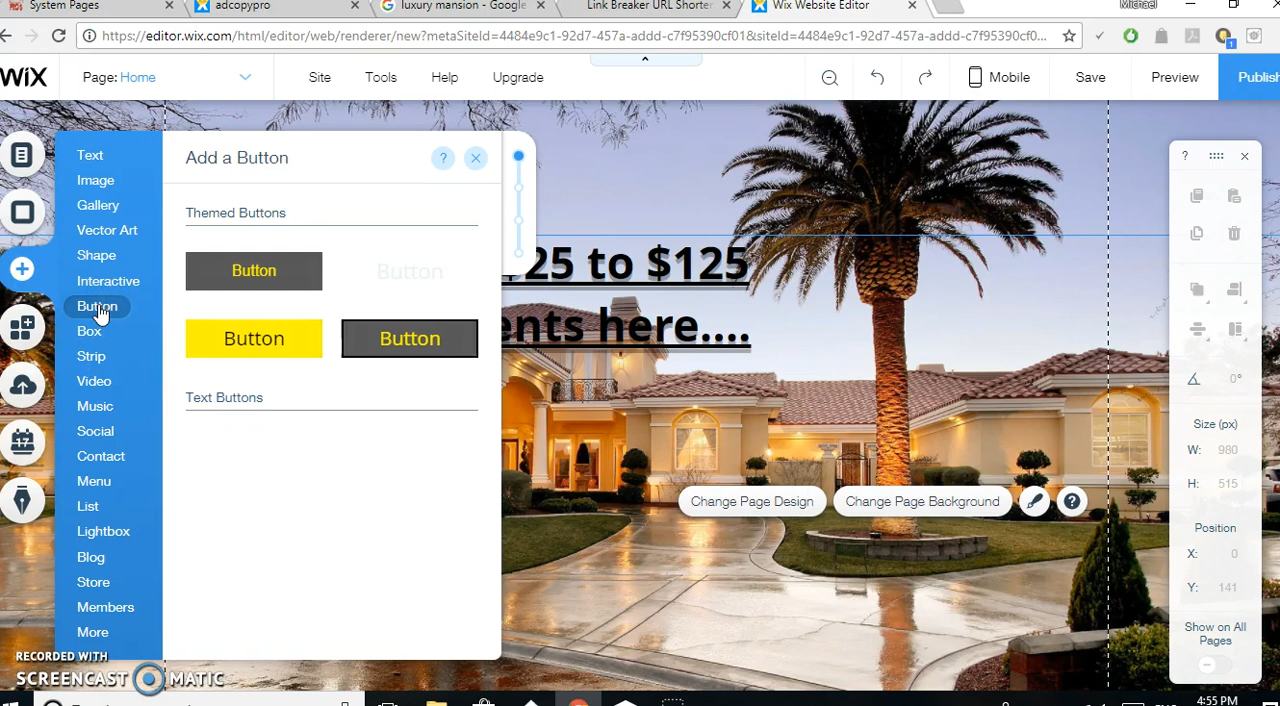 System Pages
adcopypro
luxury mansion - Google
Link Breaker URL Shorter
Wix Website Editor
Michael
https://editor.wix.com/html/editor/web/renderer/new?metaSiteId=4484e9c1-92d7-457a-addd-c7f95390cf01&siteId=4484e9c1-92d7-457a-addd-c7f95390cf0...
1
WiX
Page: Home
Site
Tools
Help
Upgrade
Mobile
Save
Preview
Publish
Text
Image
Gallery
Vector Art
Shape
Interactive
Button
Box
Strip
Video
Music
Social
Contact
Menu
List
Lightbox
Blog
Store
Members
More
17
Add a Button
?
Themed Buttons
Button
Button
Button
Button
Text Buttons
$25 to $125
ents here....
Change Page Design
Change Page Background
?
?
0°
Size (px)
W: 980
H: 515
Position
X: 0
Y: 141
Show on All
Pages
RECORDED WITH
SCREENCAST MATIC
4:55 PM